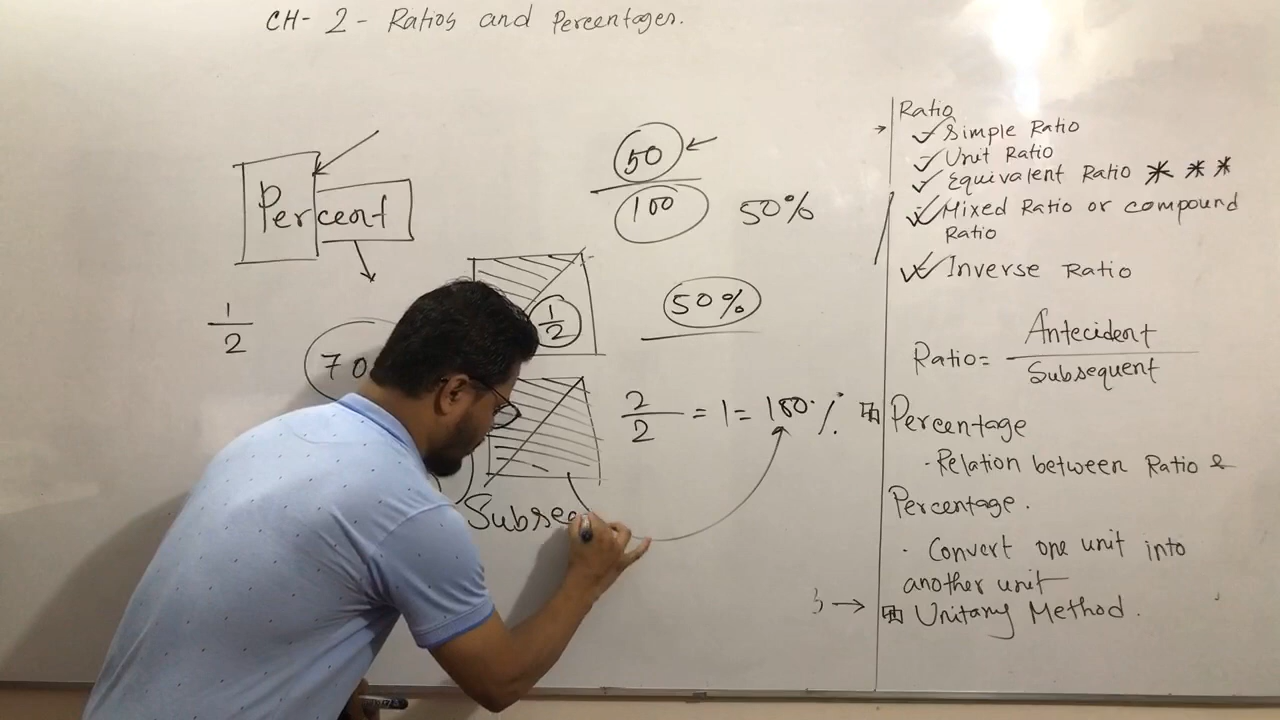 CH- 2 - Ratios and Percentages.
Percent
1
2
70
1
2
Subseq
50
100
50%
50%
2
2
= 1 = 100%
Ratio
Simple Ratio
Unit Ratio
Equivalent Ratio * * *
Mixed Ratio or compound
Ratio
Inverse Ratio
Ratio= Antecident
Subsequent
Percentage
· Relation between Ratio &
Percentage.
· Convert one unit into
another unit
Unitary Method.